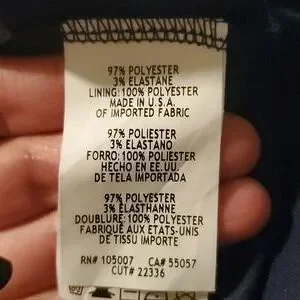 97% POLYESTER
3% ELASTANE
LINING: 100% POLYESTER
MADE IN U.S.A.
OF IMPORTED FABRIC
97% POLIESTER
3% ELASTANO
FORRO: 100% POLIESTER
HECHO EN EE.UU.
DE TELA IMPORTADA
97% POLYESTER
3% ELASTHANNE
DOUBLURE: 100% POLYESTER
FABRIQUÉ AUX ETATS-UNIS
DE TISSU IMPORTE
RN# 105007 CA# 55057
CUT# 22336